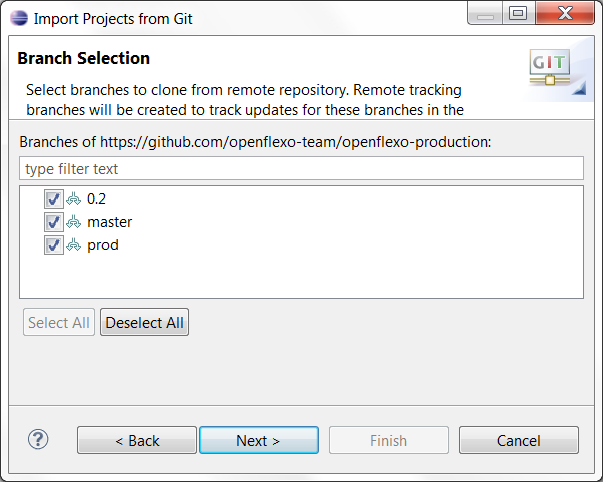 Import Projects from Git
Branch Selection
GIT
Select branches to clone from remote repository. Remote tracking
branches will be created to track updates for these branches in the
Branches of https://github.com/openflexo-team/openflexo-production:
type filter text
0.2
master
prod
Select All Deselect All
? < Back Next > Finish Cancel